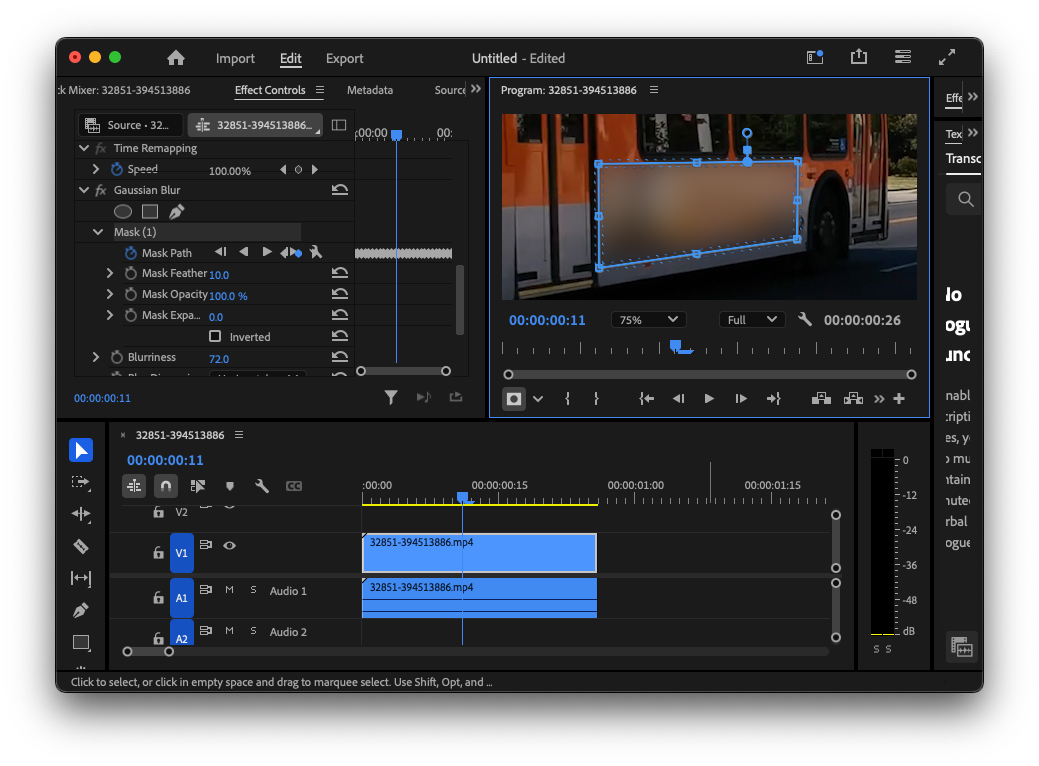 Import Edit Export Untitled - Edited
:k Mixer: 32851-394513886 Effect Controls Metadata Source
Source • 32... 32851-394513886... :00:00 00:
Time Remapping
Speed 100.00%
fx Gaussian Blur
Mask (1)
Mask Path
Mask Feather 10.0
Mask Opacity 100.0 %
Mask Expa... 0.0
Inverted
Blurriness 72.0
00:00:00:11
Program: 32851-394513886
00:00:00:11 75% Full 00:00:00:26
Effe
Tex
Transc
No
ogu
unc
nabl
cripti
es, y
o mu
ntain
nute
rbal
ogue
× 32851-394513886
00:00:00:11
CC
:00:00 00:00:00:15 00:00:01:00 00:00:01:15
V2
V1 32851-394513886.mp4
A1 M S Audio 1 32851-394513886.mp4
A2 M S Audio 2
0
-12
-24
-36
-48
dB
S S
Click to select, or click in empty space and drag to marquee select. Use Shift, Opt, and ...